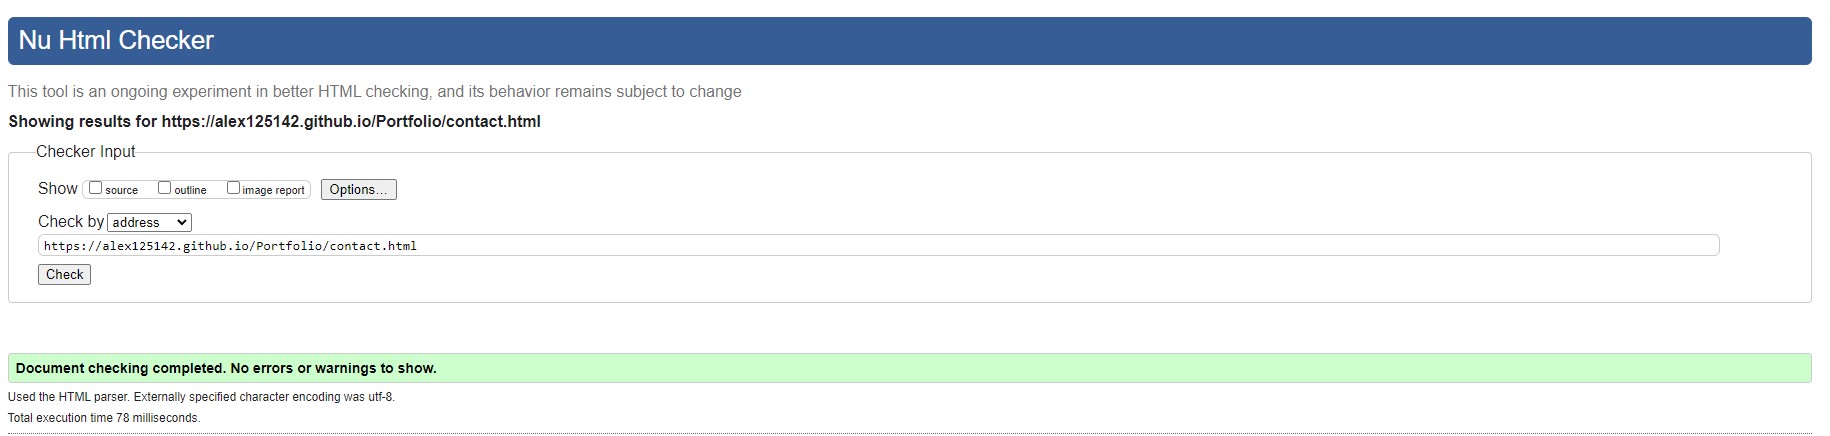 Nu Html Checker
This tool is an ongoing experiment in better HTML checking, and its behavior remains subject to change
Showing results for https://alex125142.github.io/Portfolio/contact.html
Checker Input
Show source outline image report Options...
Check by address
https://alex125142.github.io/Portfolio/contact.html
Check
Document checking completed. No errors or warnings to show.
Used the HTML parser. Externally specified character encoding was utf-8.
Total execution time 78 milliseconds.